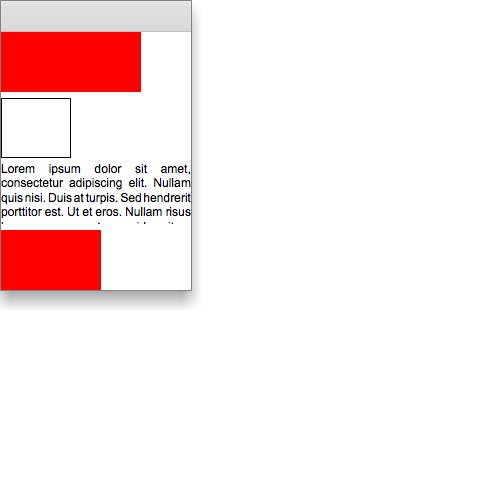 Lorem ipsum dolor sit amet,
consectetur adipiscing elit. Nullam
quis nisi. Duis at turpis. Sed hendrerit
porttitor est. Ut et eros. Nullam risus